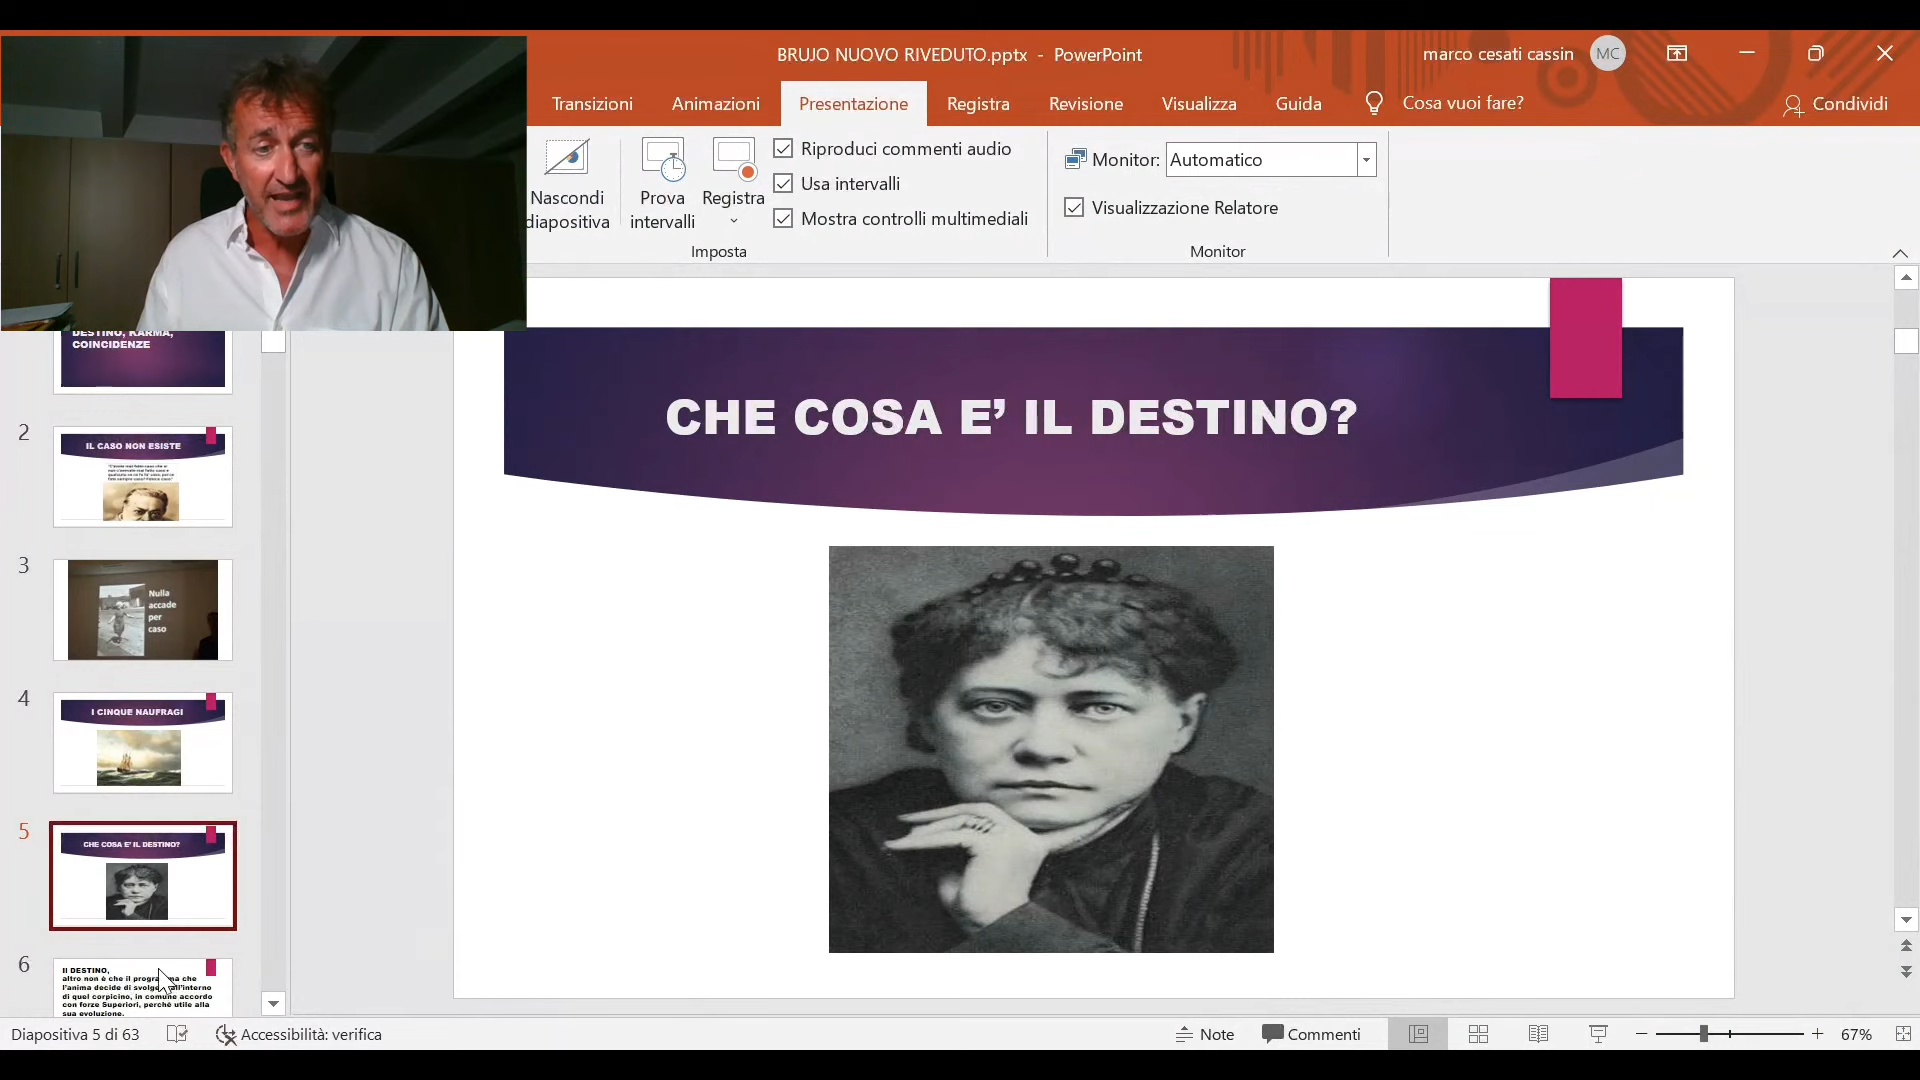 BRUJO NUOVO RIVEDUTO.pptx - PowerPoint
marco cesati cassin
MC
Transizioni
Animazioni
Presentazione
Registra
Revisione
Visualizza
Guida
Cosa vuoi fare?
Condividi
Nascondi
diapositiva
Prova
intervalli
Registra
Riproduci commenti audio
Usa intervalli
Mostra controlli multimediali
Imposta
Monitor:
Automatico
Visualizzazione Relatore
Monitor
DESTINO, KARMA,
COINCIDENZE
2
IL CASO NON ESISTE
3
Nulla
accade
per
caso
4
I CINQUE NAUFRAGI
5
CHE COSA E' IL DESTINO?
6
Il DESTINO,
altro non è che il programma che
l'anima decide di svolgere all'interno
di quel corpicino, in comune accordo
con forze Superiori, perché utile alla
sua evoluzione.
CHE COSA E’ IL DESTINO?
Diapositiva 5 di 63
Accessibilità: verifica
Note
Commenti
67%